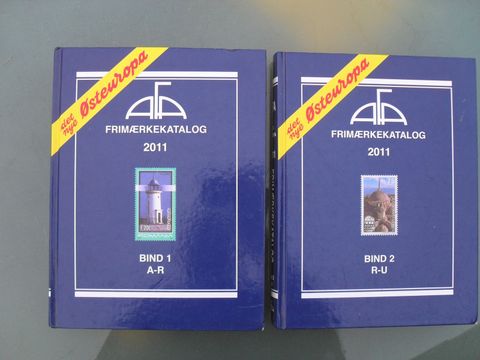 det nye Østeuropa
AFA
FRIMÆRKEKATALOG
2011
BIND 1
A-R
det nye Østeuropa
AFA
FRIMÆRKEKATALOG
2011
BIND 2
R-U